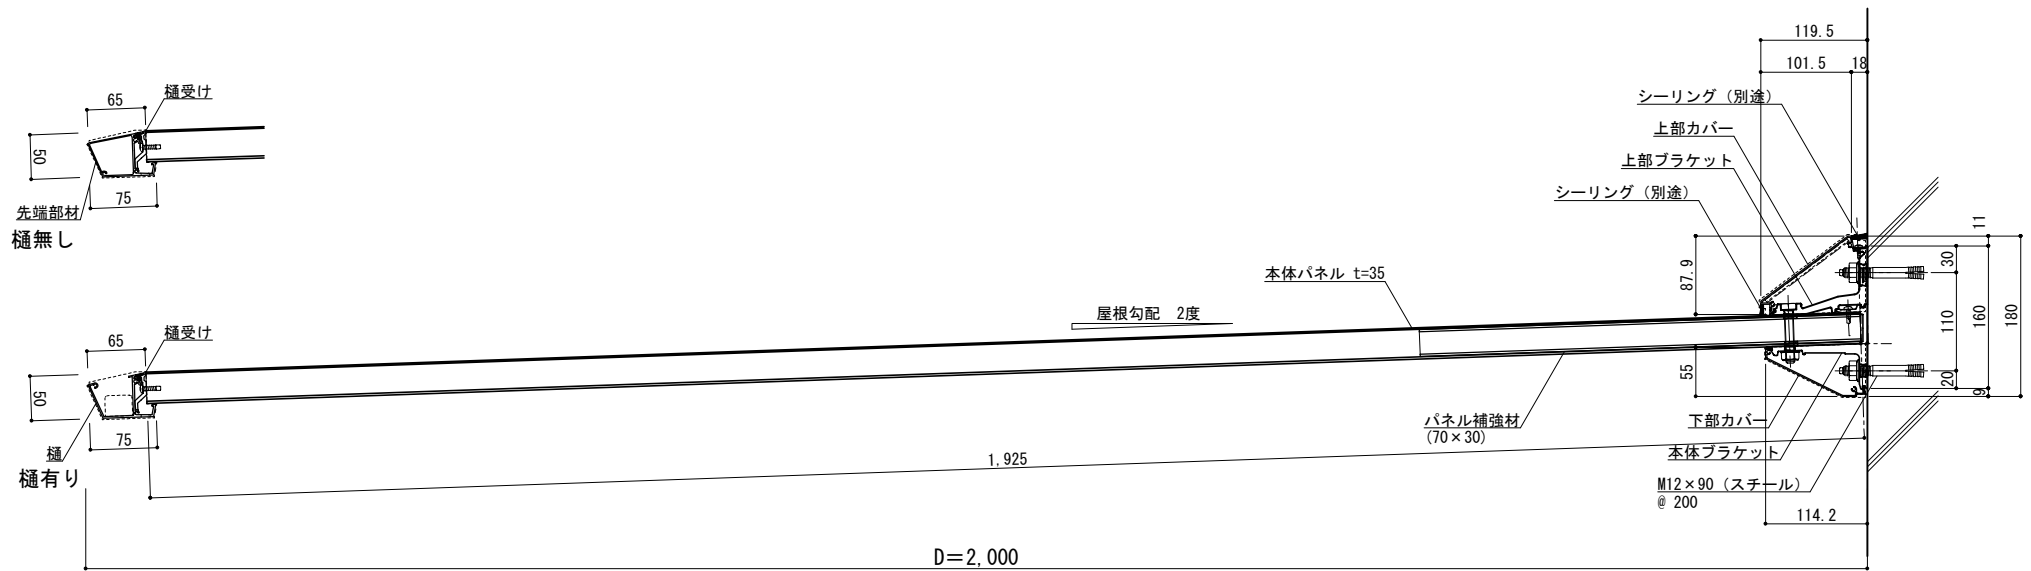 119.5
101.5
18
シーリング（別途）
上部カバー
上部ブラケット
シーリング（別途）
65
樋受け
50
75
先端部材
樋無し
11
30
87.9
110
160
180
本体パネル t=35
屋根勾配 2度
65
樋受け
50
75
樋
樋有り
55
20
9
パネル補強材
(70×30)
下部カバー
本体ブラケット
1,925
M12×90（スチール）
@ 200
114.2
D＝2,000